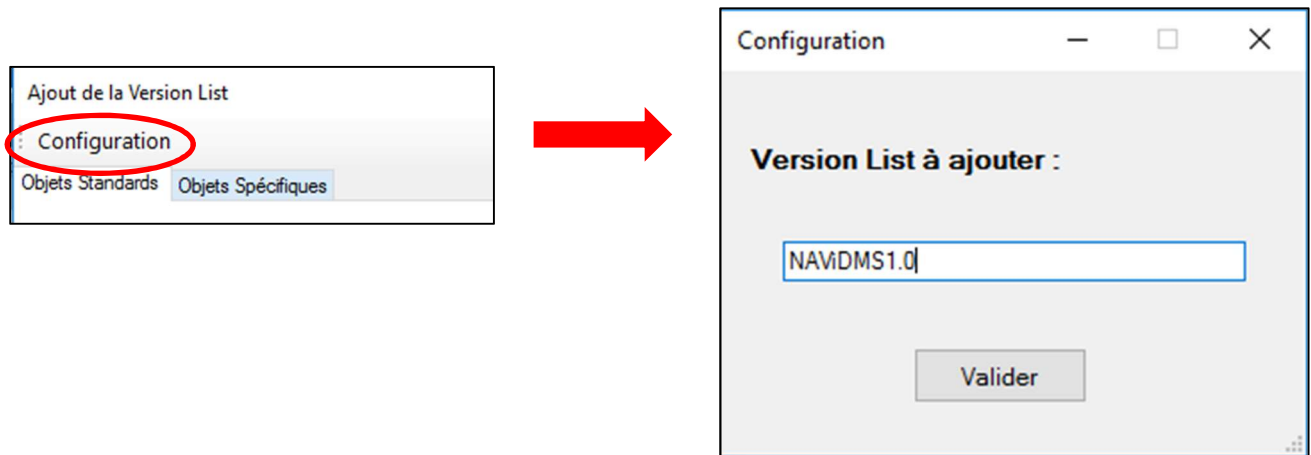 Ajout de la Version List
Configuration
Objets Standards Objets Spécifiques
Configuration
Version List à ajouter :
NAViDMS1.0
Valider